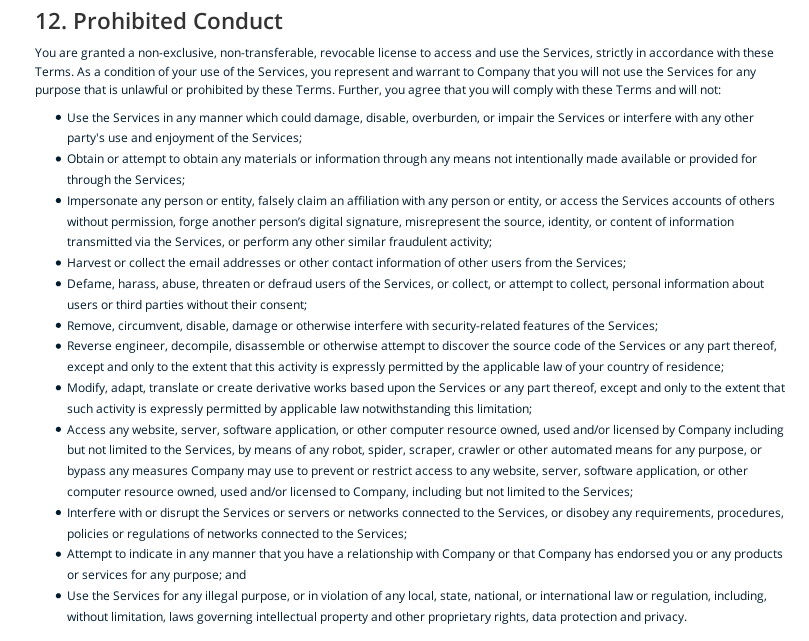 12. Prohibited Conduct
You are granted a non-exclusive, non-transferable, revocable license to access and use the Services, strictly in accordance with these
Terms. As a condition of your use of the Services, you represent and warrant to Company that you will not use the Services for any
purpose that is unlawful or prohibited by these Terms. Further, you agree that you will comply with these Terms and will not:
• Use the Services in any manner which could damage, disable, overburden, or impair the Services or interfere with any other
party's use and enjoyment of the Services;
• Obtain or attempt to obtain any materials or information through any means not intentionally made available or provided for
through the Services;
• Impersonate any person or entity, falsely claim an affiliation with any person or entity, or access the Services accounts of others
without permission, forge another person’s digital signature, misrepresent the source, identity, or content of information
transmitted via the Services, or perform any other similar fraudulent activity;
• Harvest or collect the email addresses or other contact information of other users from the Services;
• Defame, harass, abuse, threaten or defraud users of the Services, or collect, or attempt to collect, personal information about
users or third parties without their consent;
• Remove, circumvent, disable, damage or otherwise interfere with security-related features of the Services;
• Reverse engineer, decompile, disassemble or otherwise attempt to discover the source code of the Services or any part thereof,
except and only to the extent that this activity is expressly permitted by the applicable law of your country of residence;
• Modify, adapt, translate or create derivative works based upon the Services or any part thereof, except and only to the extent that
such activity is expressly permitted by applicable law notwithstanding this limitation;
• Access any website, server, software application, or other computer resource owned, used and/or licensed by Company including
but not limited to the Services, by means of any robot, spider, scraper, crawler or other automated means for any purpose, or
bypass any measures Company may use to prevent or restrict access to any website, server, software application, or other
computer resource owned, used and/or licensed to Company, including but not limited to the Services;
• Interfere with or disrupt the Services or servers or networks connected to the Services, or disobey any requirements, procedures,
policies or regulations of networks connected to the Services;
• Attempt to indicate in any manner that you have a relationship with Company or that Company has endorsed you or any products
or services for any purpose; and
• Use the Services for any illegal purpose, or in violation of any local, state, national, or international law or regulation, including,
without limitation, laws governing intellectual property and other proprietary rights, data protection and privacy.